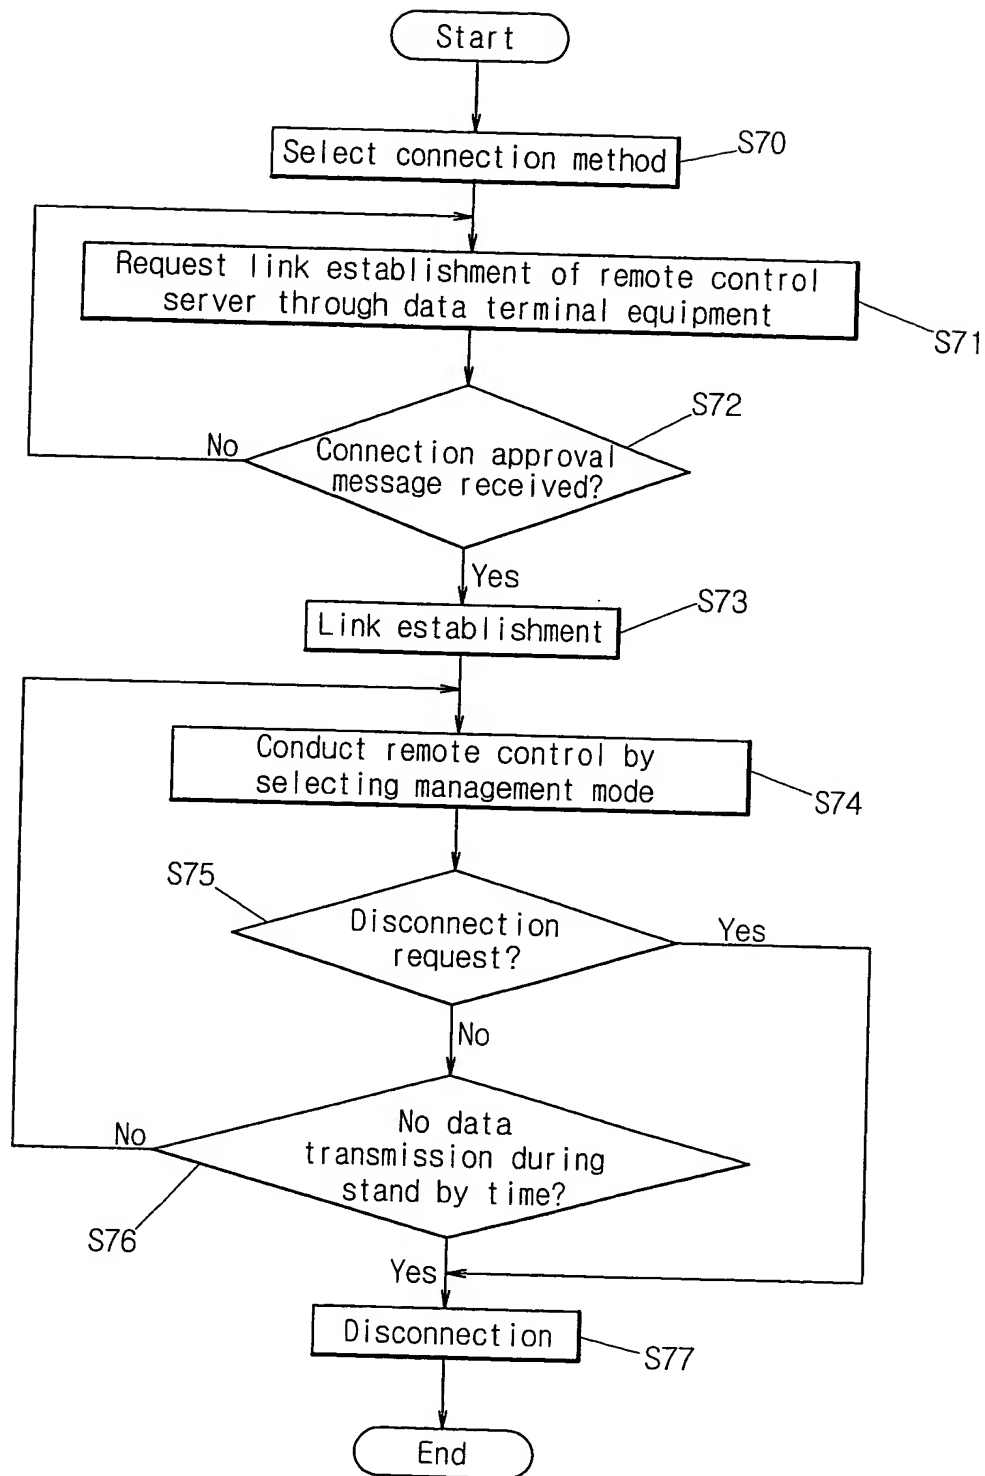 Start
Select connection method
S70
Request link establishment of remote control
server through data terminal equipment
S71
S72
No
Connection approval
message received?
Yes
S73
Link establishment
Conduct remote control by
selecting management mode
S74
S75
Disconnection
request?
Yes
No
No
No data
transmission during
stand by time?
S76
Yes
Disconnection
S77
End